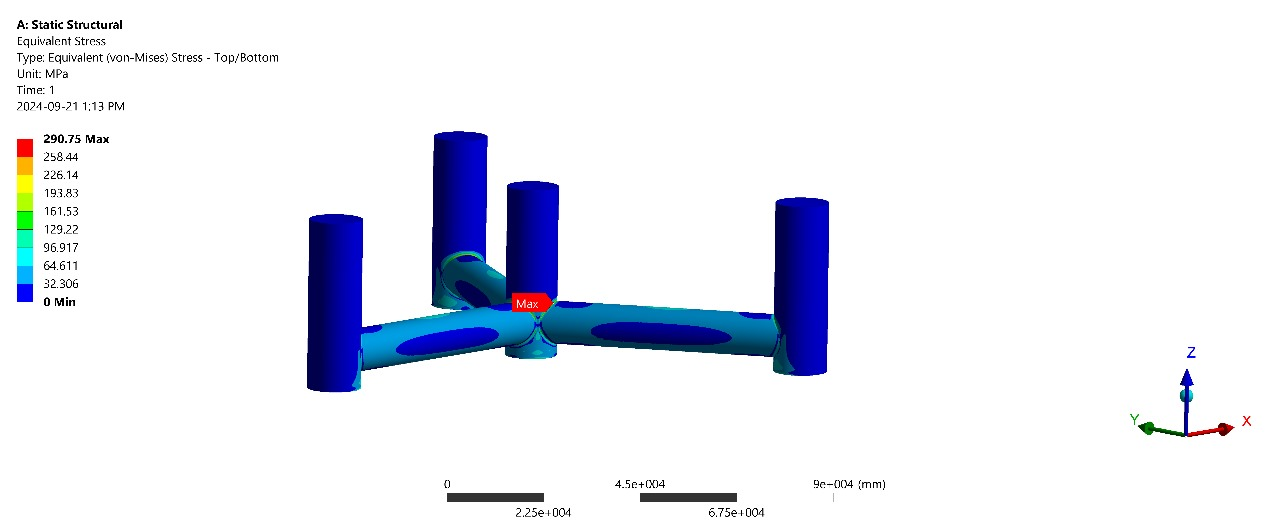 A: Static Structural
Equivalent Stress
Type: Equivalent (von-Mises) Stress - Top/Bottom
Unit: MPa
Time: 1
2024-09-21 1:13 PM
290.75 Max
258.44
226.14
193.83
161.53
129.22
96.917
64.611
32.306
0 Min
Max
Z
Y
X
0
4.5e+004
9e+004 (mm)
2.25e+004
6.75e+004